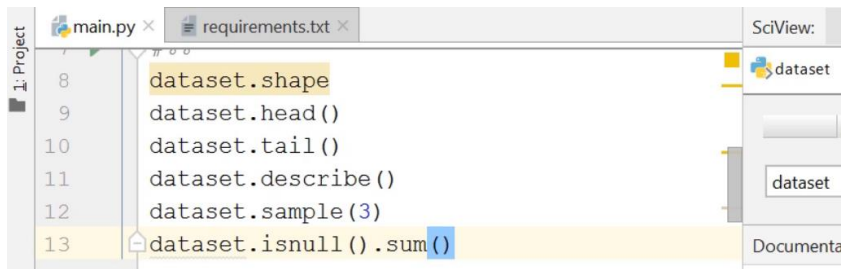 main.py
requirements.txt
SciView:
1: Project
8 dataset.shape
dataset
9 dataset.head()
10 dataset.tail()
11 dataset.describe()
dataset
12 dataset.sample(3)
13 dataset.isnull().sum()
Documenta